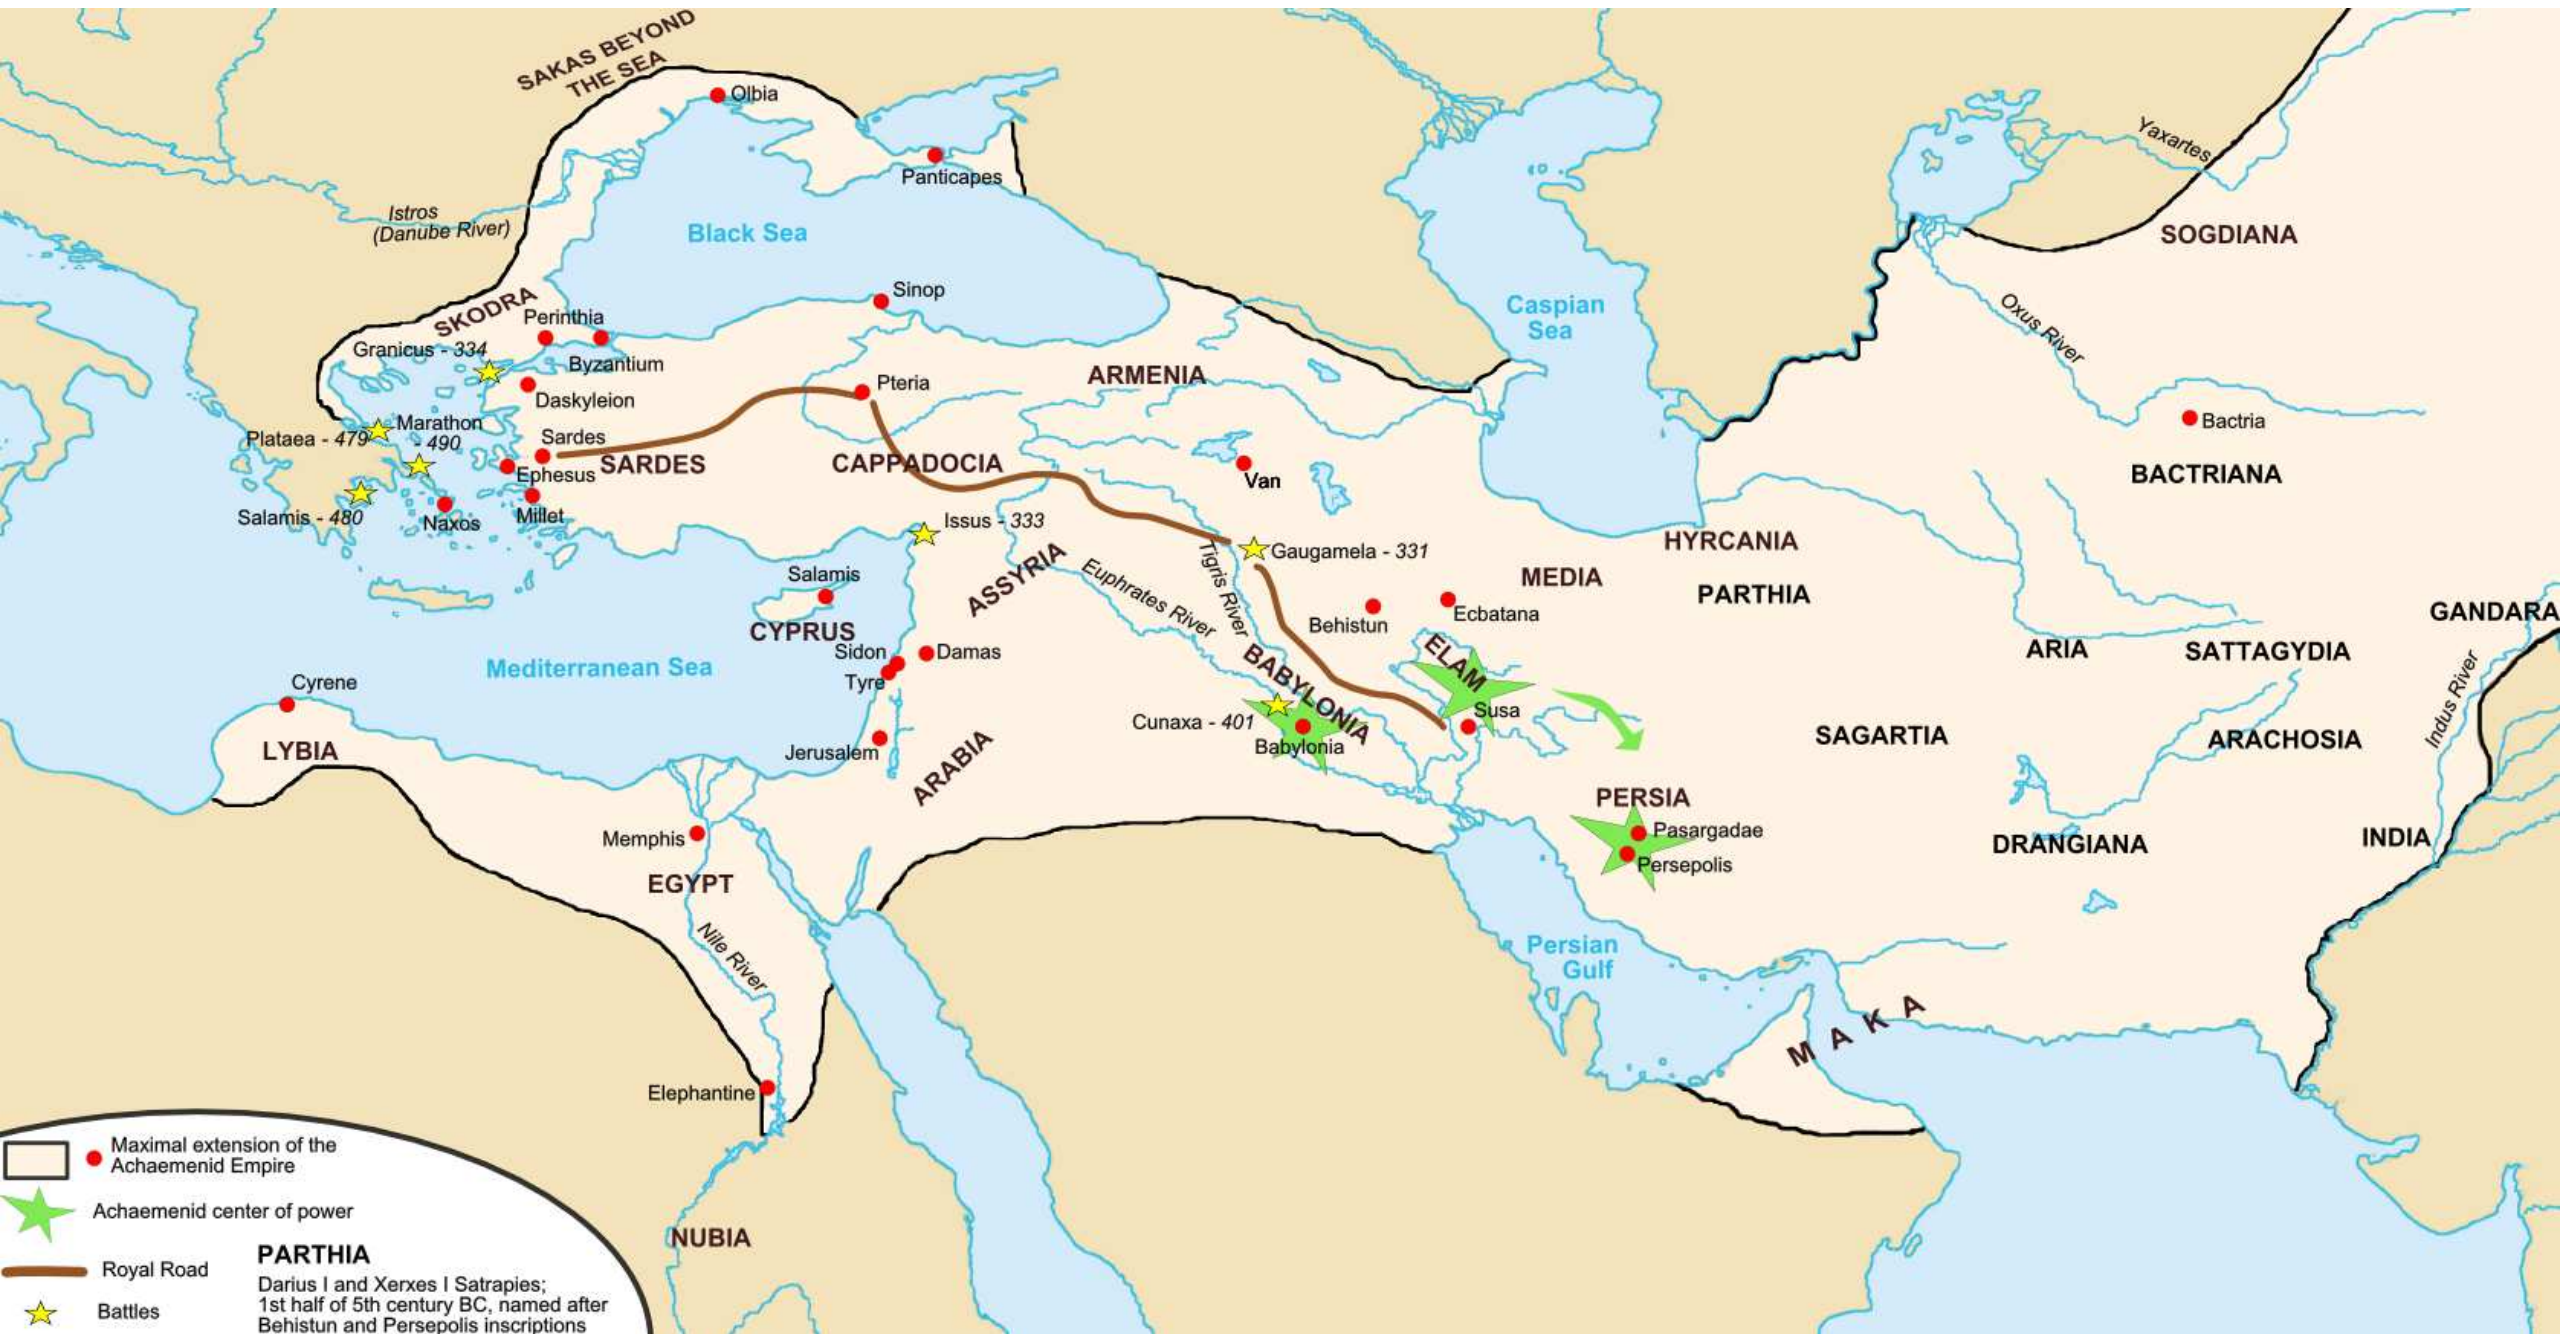 SAKAS BEYOND
THE SEA
Olbia
Panticapes
Yaxartes
Istros
(Danube River)
Black Sea
SOGDIANA
Sinop
Caspian
Sea
Oxus River
SKODRA
Perinthia
Granicus - 334
Byzantium
ARMENIA
Pteria
Daskyleion
Bactria
Marathon
- 490
Plataea - 479
Sardes
SARDES
CAPPADOCIA
Ephesus
Van
BACTRIANA
Salamis - 480
Naxos
Millet
Issus - 333
HYRCANIA
Gaugamela - 331
Tigris River
MEDIA
ASSYRIA
Euphrates River
Salamis
PARTHIA
GANDARA
Behistun
Ecbatana
CYPRUS
Sidon
Damas
ELAM
ARIA
SATTAGYDIA
Mediterranean Sea
Tyre
BABYLONIA
Cyrene
Indus River
Susa
Cunaxa - 401
Babylonia
SAGARTIA
ARACHOSIA
LYBIA
Jerusalem
ARABIA
PERSIA
Memphis
Pasargadae
Persepolis
DRANGIANA
INDIA
EGYPT
Nile River
Persian
Gulf
MAKA
Elephantine
Maximal extension of the
Achaemenid Empire
Achaemenid center of power
NUBIA
Royal Road
PARTHIA
Darius I and Xerxes I Satrapies;
1st half of 5th century BC, named after
Behistun and Persepolis inscriptions
Battles